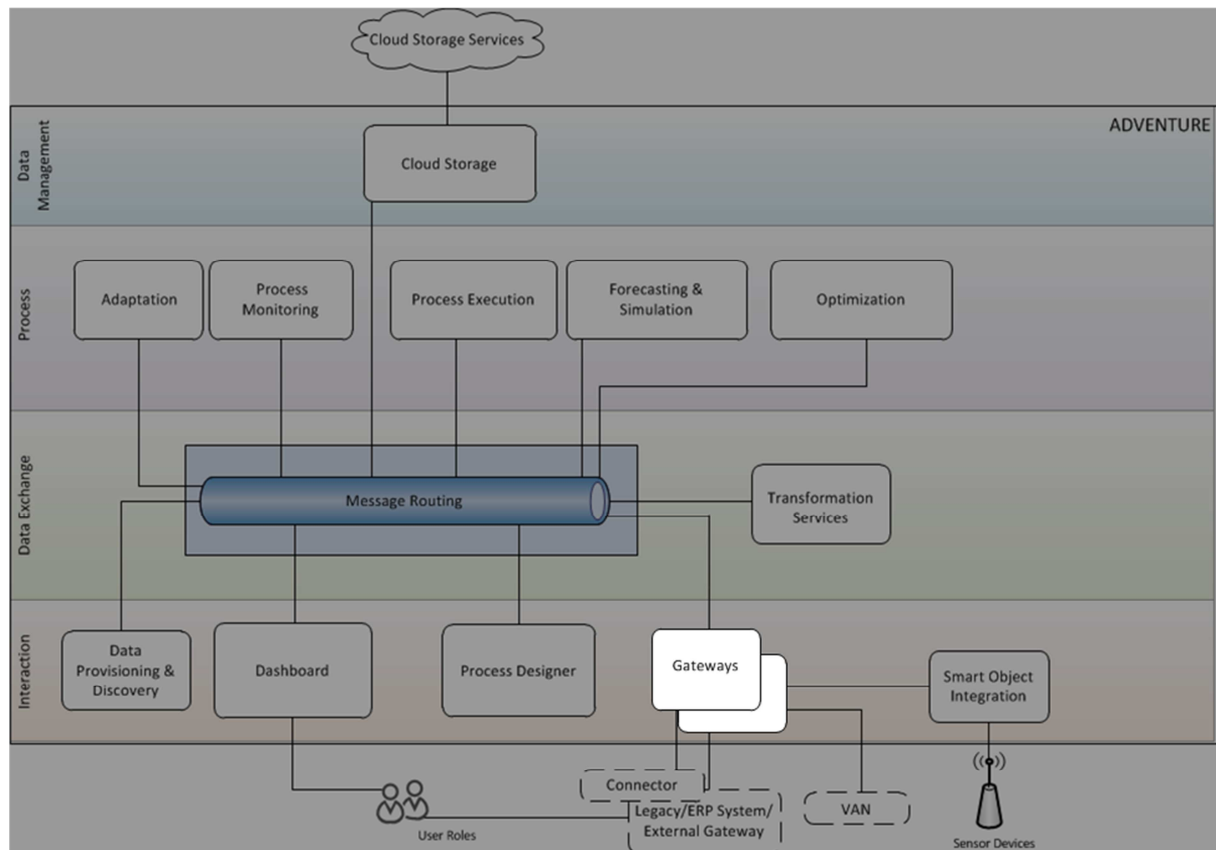 Cloud Storage Services
ADVENTURE
Data
Management
Cloud Storage
Process
Adaptation
Process
Monitoring
Process Execution
Forecasting &
Simulation
Optimization
Data Exchange
Message Routing
Transformation
Services
Interaction
Data
Provisioning &
Discovery
Dashboard
Process Designer
Gateways
Smart Object
Integration
Connector
Legacy/ERP System/
External Gateway
VAN
User Roles
Sensor Devices